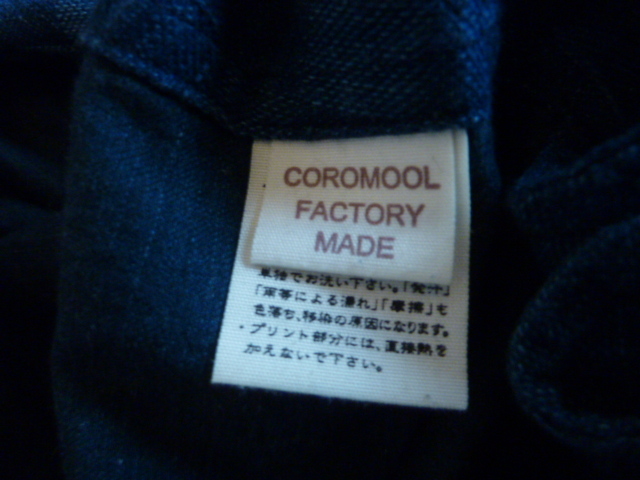 COROMOOL
FACTORY
MADE
単独でお洗い下さい。「発汗」
「雨等による濡れ」「摩擦」も
色落ち、移染の原因になります。
・プリント部分には、直接熱を
加えないで下さい。